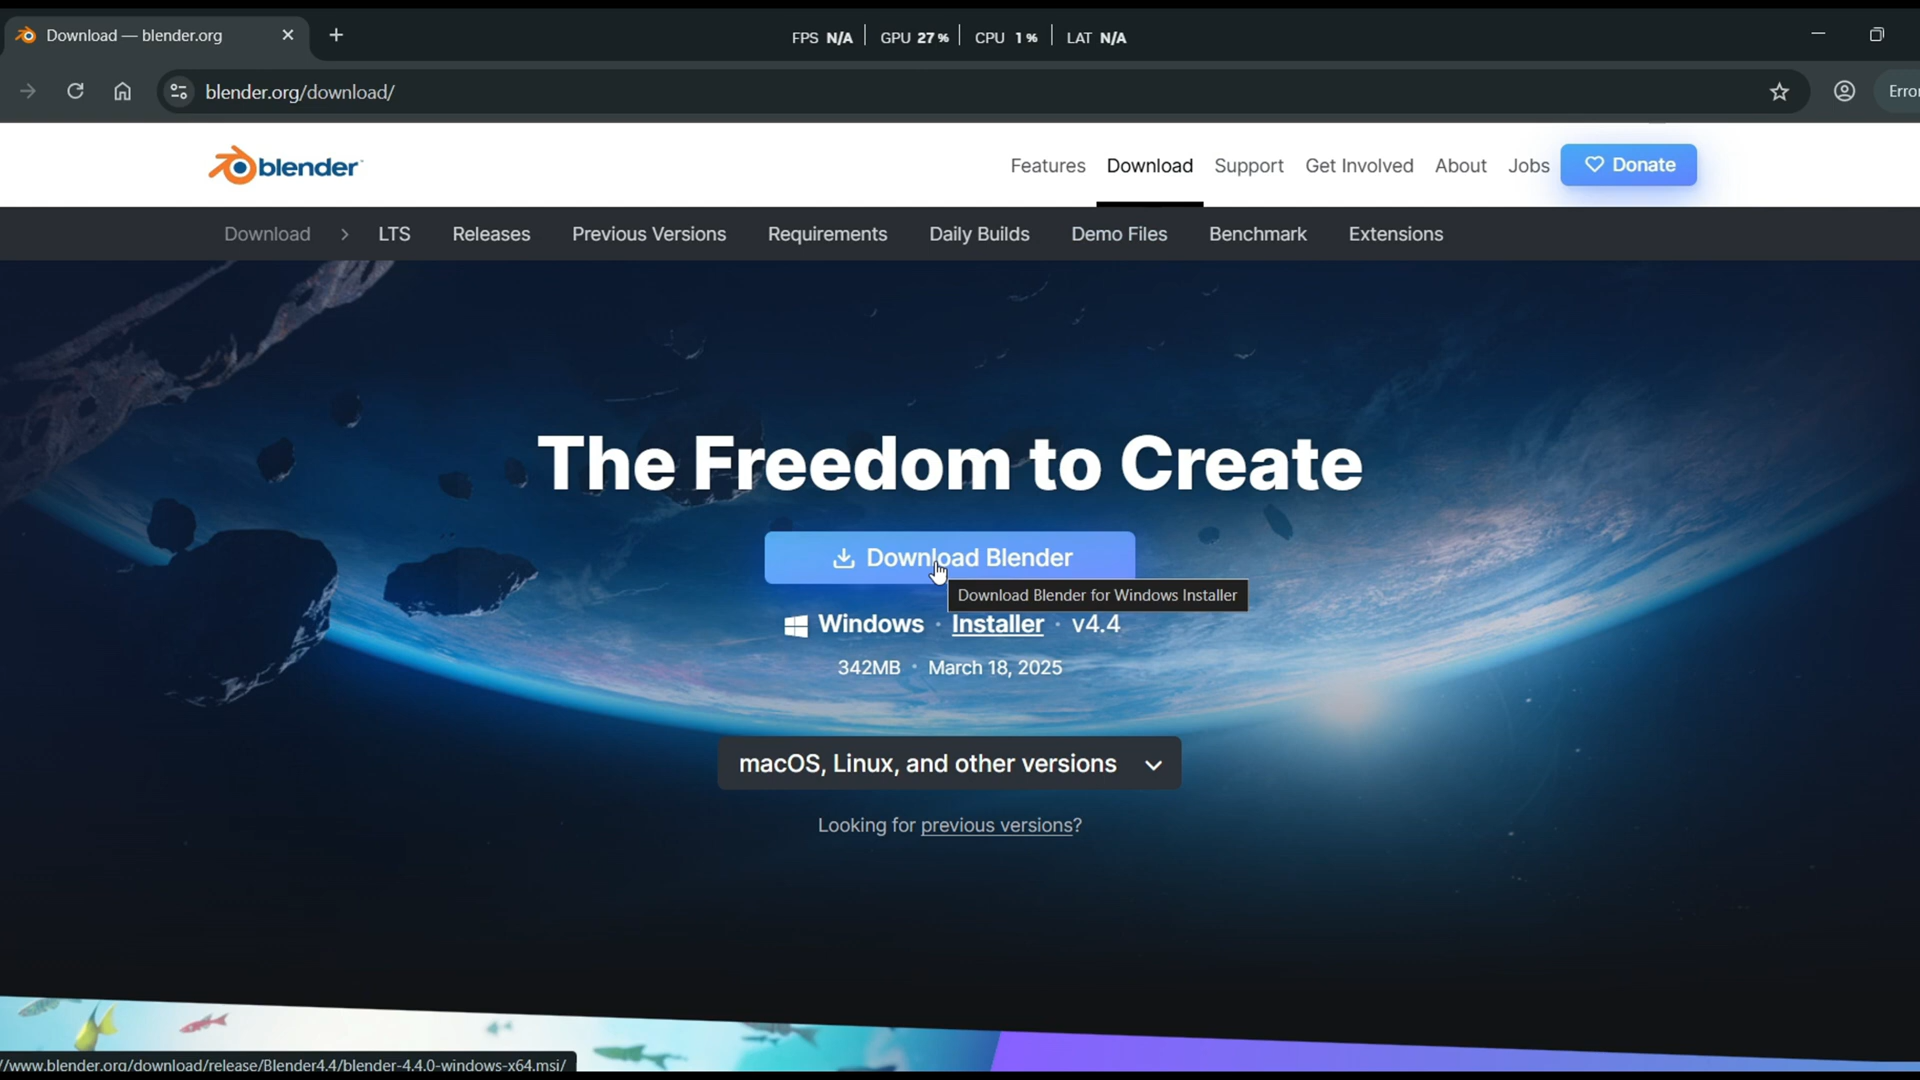 Download — blender.org
FPS N/A GPU 27% CPU 1% LAT N/A
blender.org/download/
Error
blender
Features Download Support Get Involved About Jobs Donate
Download > LTS Releases Previous Versions Requirements Daily Builds Demo Files Benchmark Extensions
The Freedom to Create
Download Blender
Download Blender for Windows Installer
Windows · Installer · v4.4
342MB · March 18, 2025
macOS, Linux, and other versions
Looking for previous versions?
//www.blender.org/download/release/Blender4.4/blender-4.4.0-windows-x64.msi/